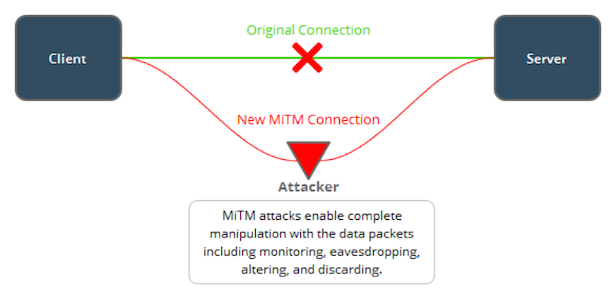 Original Connection
Client
Server
New MiTM Connection
Attacker
MiTM attacks enable complete
manipulation with the data packets
including monitoring, eavesdropping,
altering, and discarding.